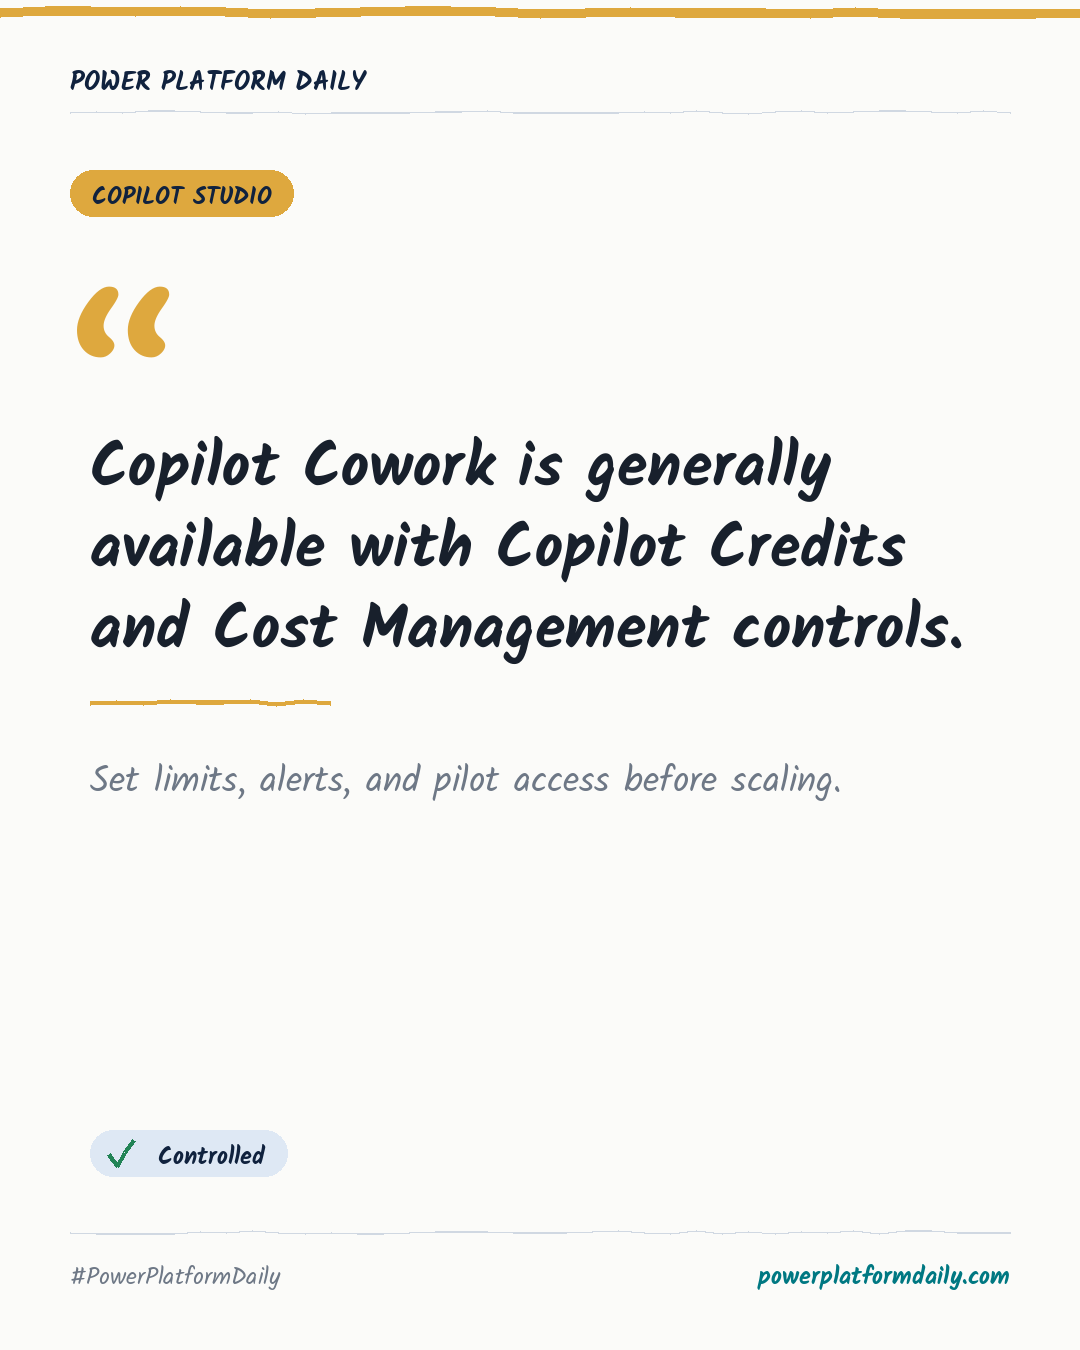 POWER PLATFORM DAILY
COPILOT STUDIO
“
Copilot Cowork is generally
available with Copilot Credits
and Cost Management controls.
Set limits, alerts, and pilot access before scaling.
Controlled
#PowerPlatformDaily
powerplatformdaily.com